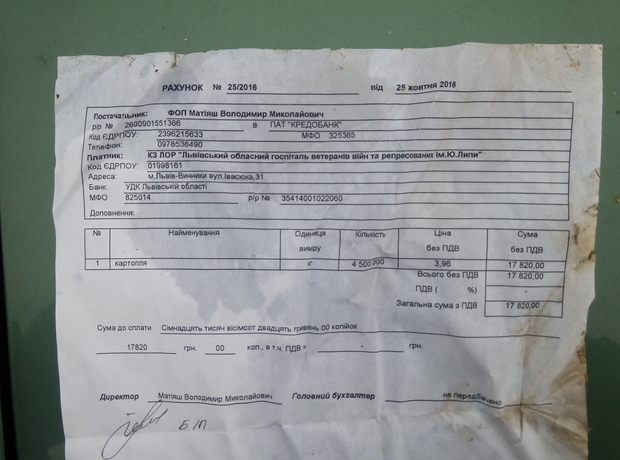 РАХУНОК № 25/2016 від 25 жовтня 2016
Постачальник: ФОП Матіяш Володимир Миколайович
р/р № 2600901551366 в ПАТ "КРЕДОБАНК"
Код ЄДРПОУ: 2396215633 МФО 325365
Телефон: 0976536490
Платник: КЗ ЛОР "Львівський обласний госпіталь ветеранів війн та репресованих ім.Ю.Липи"
Код ЄДРПОУ: 01998161
Адреса: м.Львів-Винники вул.Івасюка,31
Банк: УДК Львівській області
МФО 825014 р/р № 35414001022060
Доповнення:
№ Найменування Одиниця вимру Кількість Ціна без ПДВ Сума без ПДВ
1 картопля кг 4 500,000 3,96 17 820,00
Всього без ПДВ 17 820,00
ПДВ ( %) -
Загальна сума з ПДВ 17 820,00
Сума до сплати Сімнадцять тисяч вісімсот двадцять гривень 00 копійок
17820 грн. 00 коп., в т.ч. ПДВ = - грн.
Директор Матіяш Володимир Миколайович Головний бухгалтер не передбачено
Б.П